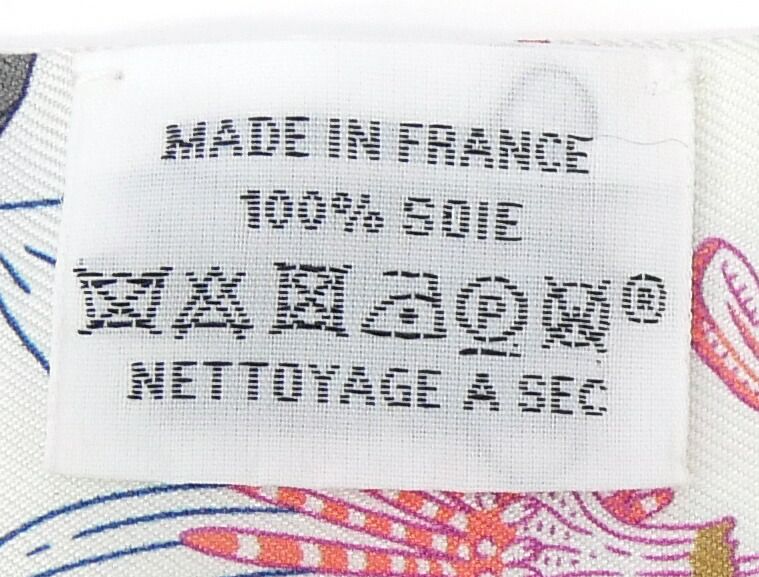 MADE IN FRANCE
100% SOIE
P ®
NETTOYAGE A SEC